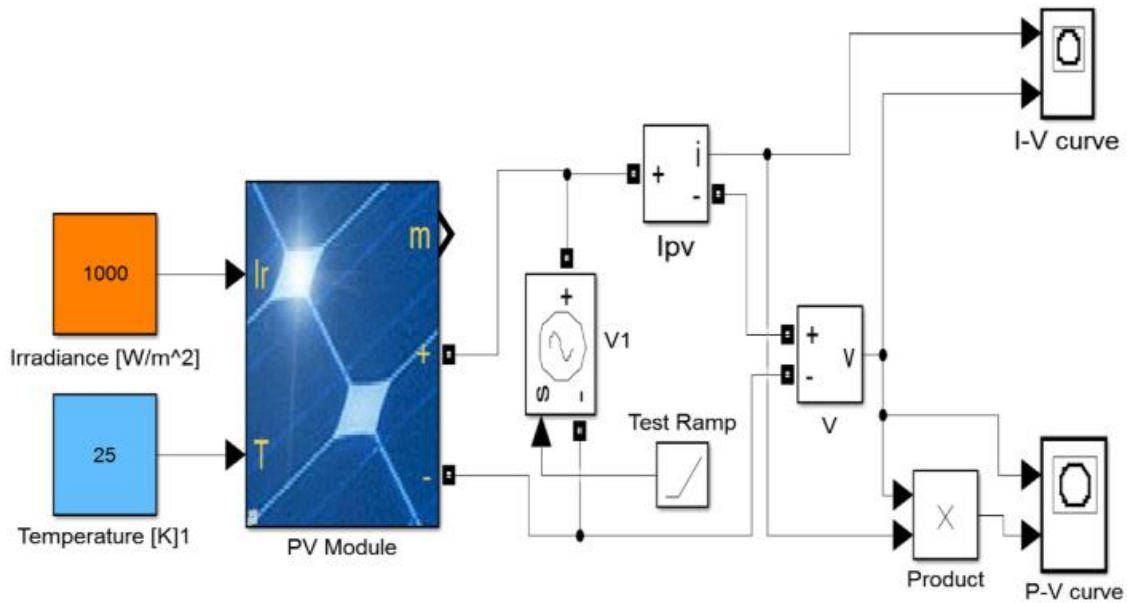 I-V curve
i
+
-
Ipv
m
1000
Ir
Irradiance [W/m^2]
+
+
V1
s
-
+
v
-
V
Test Ramp
25
T
-
Temperature [K]1
PV Module
X
Product
P-V curve